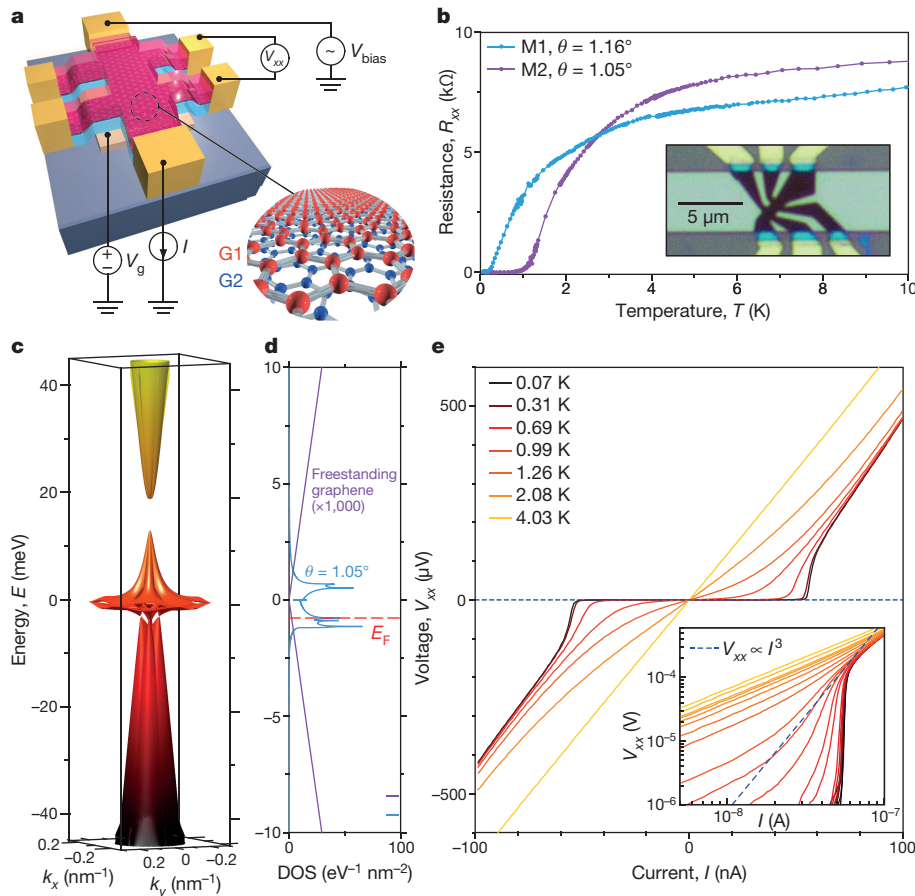 a
V_xx
~
V_bias
+
−
V_g
I
G1
G2
b
Resistance, R_xx (kΩ)
10
5
0
M1, θ = 1.16°
M2, θ = 1.05°
5 μm
0 2 4 6 8 10
Temperature, T (K)
c
Energy, E (meV)
40
20
0
−20
−40
0.2 0 −0.2 0.2 0 −0.2
k_x (nm⁻¹)
k_y (nm⁻¹)
d
10
5
0
−5
−10
Freestanding
graphene
(×1,000)
θ = 1.05°
E_F
0 100
DOS (eV⁻¹ nm⁻²)
e
Voltage, V_xx (μV)
500
0
−500
0.07 K
0.31 K
0.69 K
0.99 K
1.26 K
2.08 K
4.03 K
V_xx ∝ I³
V_xx (V)
10⁻⁴
10⁻⁵
10⁻⁶
10⁻⁸ 10⁻⁷
I (A)
−100 0 100
Current, I (nA)